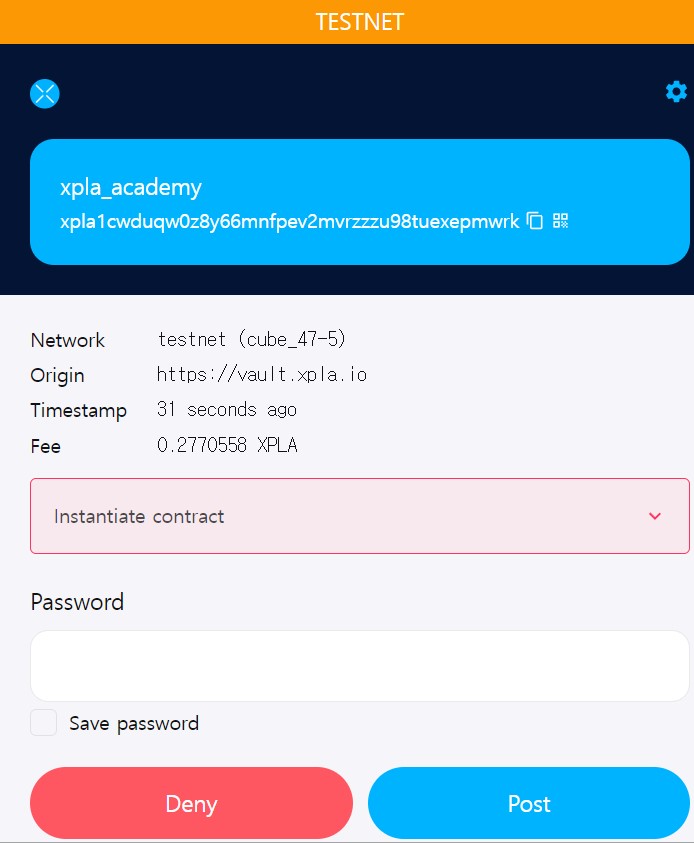 TESTNET
xpla_academy
xpla1cwduqw0z8y66mnfpev2mvrzzzu98tuexepmwrk
Network testnet (cube_47-5)
Origin https://vault.xpla.io
Timestamp 31 seconds ago
Fee 0.2770558 XPLA
Instantiate contract
Password
Save password
Deny Post